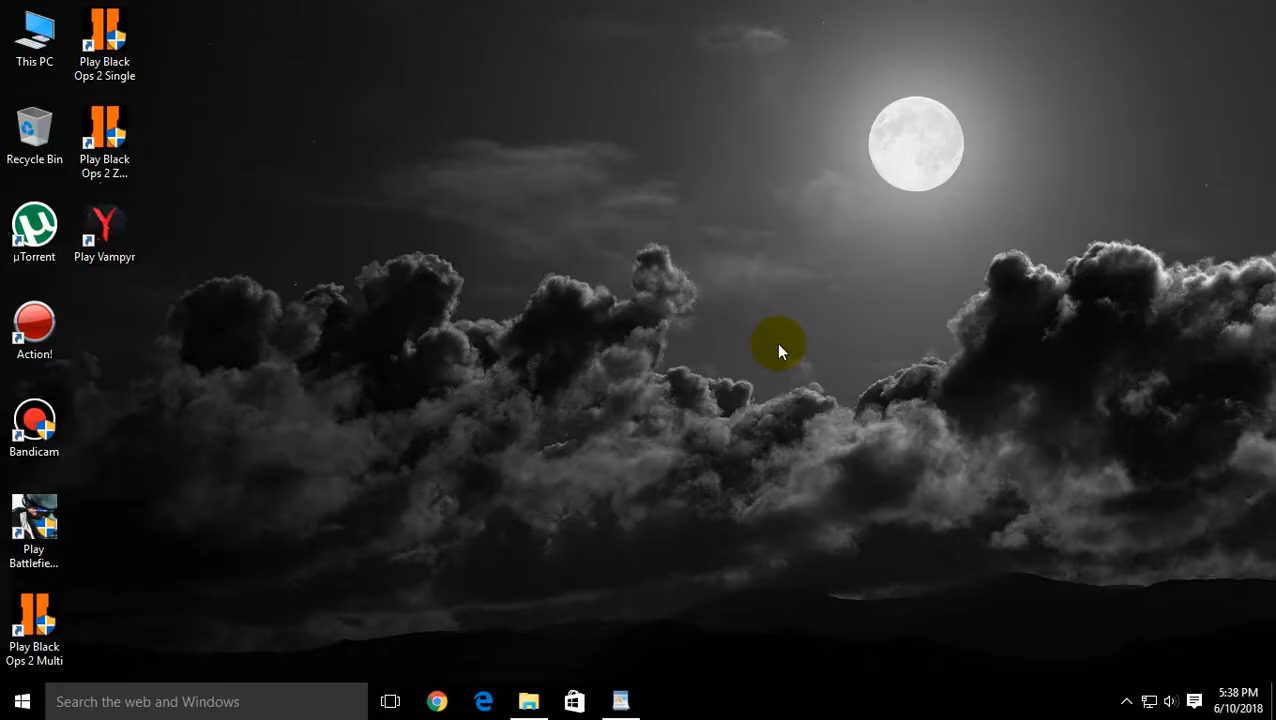 This PC
Play Black
Ops 2 Single
Recycle Bin
Play Black
Ops 2 Z...
µTorrent
Play Vampyr
Action!
Bandicam
Play
Battlefie...
Play Black
Ops 2 Multi
Search the web and Windows
5:38 PM
6/10/2018